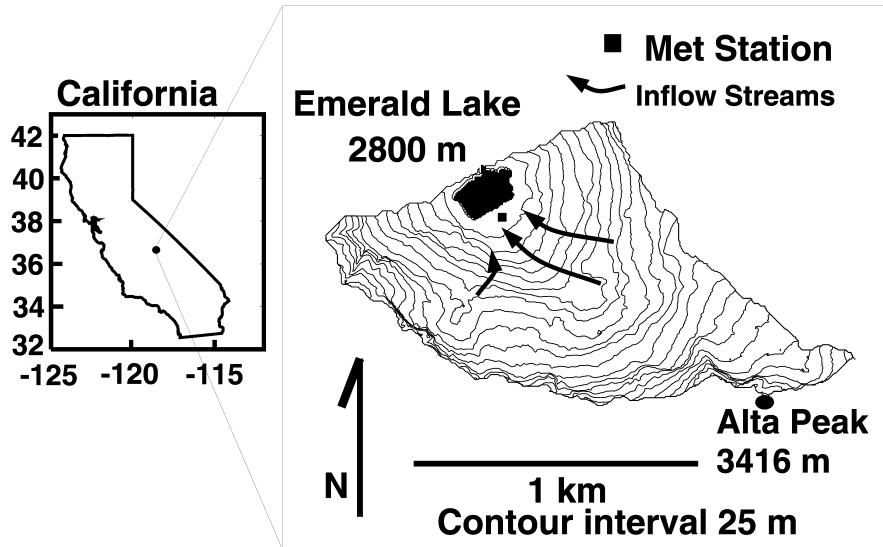 California
42
40
38
36
34
32
-125 -120 -115
Met Station
Inflow Streams
Emerald Lake
2800 m
Alta Peak
3416 m
N
1 km
Contour interval 25 m